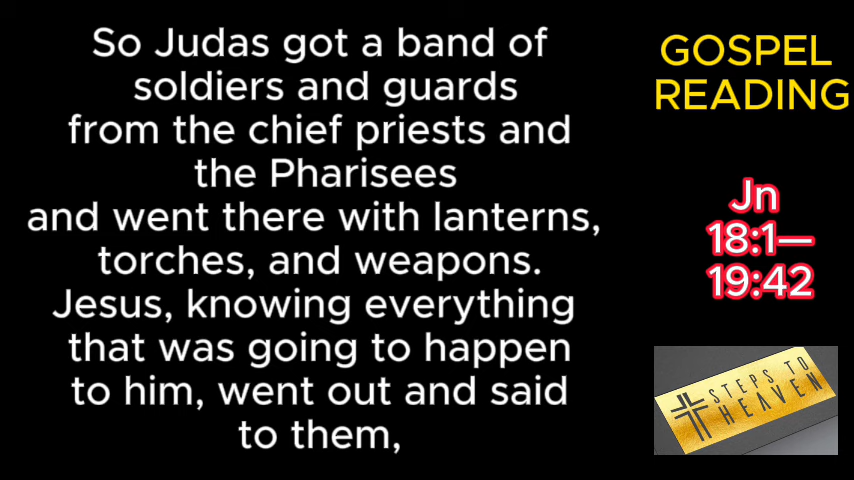 So Judas got a band of
soldiers and guards
from the chief priests and
the Pharisees
and went there with lanterns,
torches, and weapons.
Jesus, knowing everything
that was going to happen
to him, went out and said
to them,
GOSPEL
READING
Jn
18:1—
19:42
STEPS TO
HEAVEN